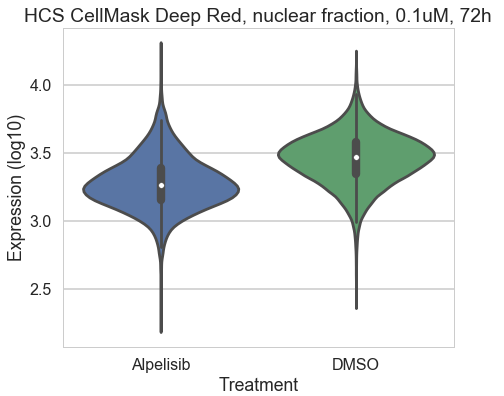 HCS CellMask Deep Red, nuclear fraction, 0.1uM, 72h
Expression (log10)
4.0
3.5
3.0
2.5
Alpelisib
DMSO
Treatment